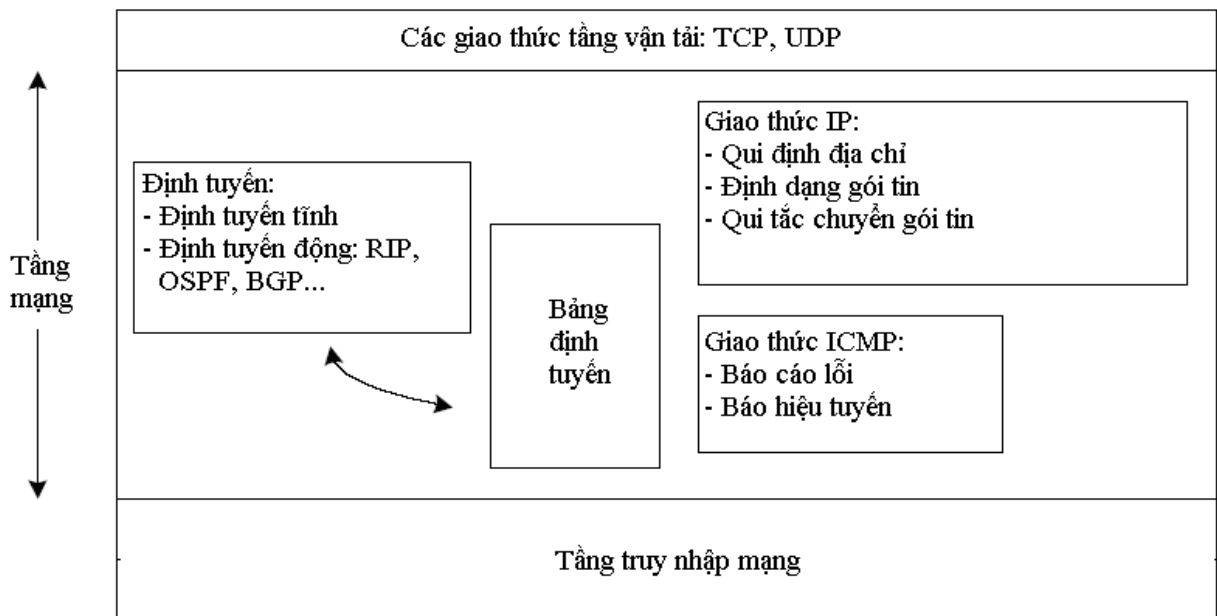 Các giao thức tầng vận tải: TCP, UDP
Tầng
mạng
Định tuyến:
- Định tuyến tĩnh
- Định tuyến động: RIP,
OSPF, BGP...
Bảng
định
tuyến
Giao thức IP:
- Qui định địa chỉ
- Định dạng gói tin
- Qui tắc chuyển gói tin
Giao thức ICMP:
- Báo cáo lỗi
- Báo hiệu tuyến
Tầng truy nhập mạng